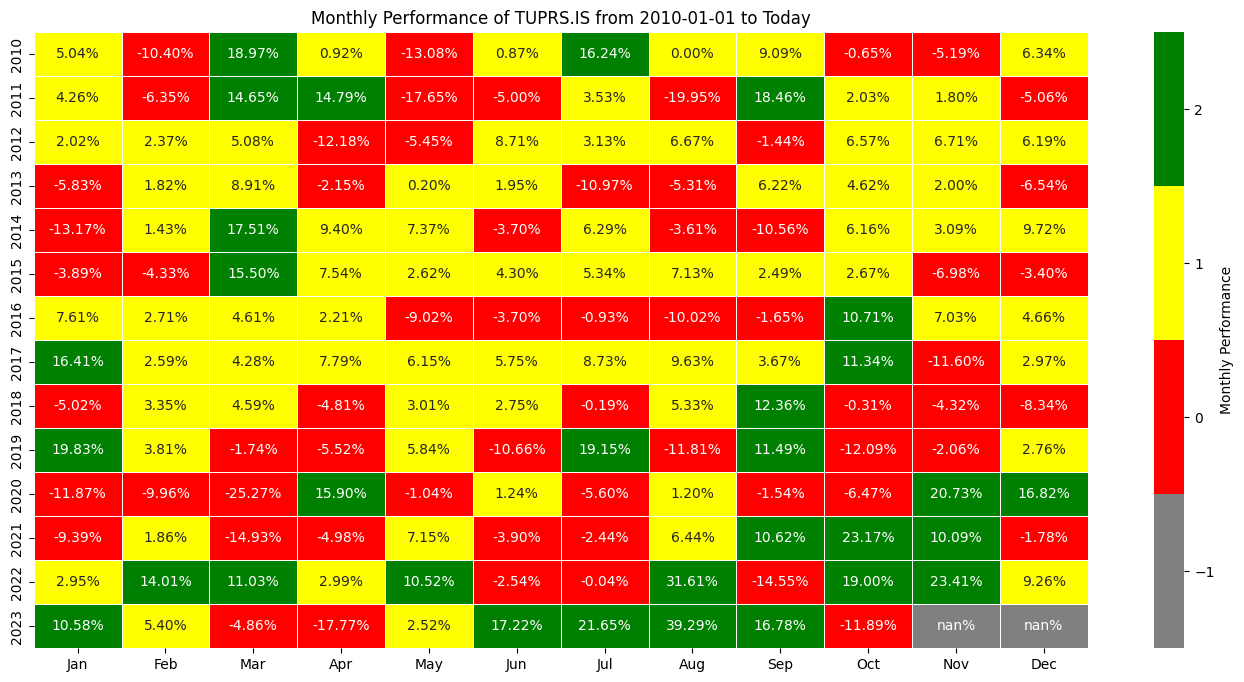 Monthly Performance of TUPRS.IS from 2010-01-01 to Today
2010 5.04% -10.40% 18.97% 0.92% -13.08% 0.87% 16.24% 0.00% 9.09% -0.65% -5.19% 6.34%
2011 4.26% -6.35% 14.65% 14.79% -17.65% -5.00% 3.53% -19.95% 18.46% 2.03% 1.80% -5.06%
2012 2.02% 2.37% 5.08% -12.18% -5.45% 8.71% 3.13% 6.67% -1.44% 6.57% 6.71% 6.19%
2013 -5.83% 1.82% 8.91% -2.15% 0.20% 1.95% -10.97% -5.31% 6.22% 4.62% 2.00% -6.54%
2014 -13.17% 1.43% 17.51% 9.40% 7.37% -3.70% 6.29% -3.61% -10.56% 6.16% 3.09% 9.72%
2015 -3.89% -4.33% 15.50% 7.54% 2.62% 4.30% 5.34% 7.13% 2.49% 2.67% -6.98% -3.40%
2016 7.61% 2.71% 4.61% 2.21% -9.02% -3.70% -0.93% -10.02% -1.65% 10.71% 7.03% 4.66%
2017 16.41% 2.59% 4.28% 7.79% 6.15% 5.75% 8.73% 9.63% 3.67% 11.34% -11.60% 2.97%
2018 -5.02% 3.35% 4.59% -4.81% 3.01% 2.75% -0.19% 5.33% 12.36% -0.31% -4.32% -8.34%
2019 19.83% 3.81% -1.74% -5.52% 5.84% -10.66% 19.15% -11.81% 11.49% -12.09% -2.06% 2.76%
2020 -11.87% -9.96% -25.27% 15.90% -1.04% 1.24% -5.60% 1.20% -1.54% -6.47% 20.73% 16.82%
2021 -9.39% 1.86% -14.93% -4.98% 7.15% -3.90% -2.44% 6.44% 10.62% 23.17% 10.09% -1.78%
2022 2.95% 14.01% 11.03% 2.99% 10.52% -2.54% -0.04% 31.61% -14.55% 19.00% 23.41% 9.26%
2023 10.58% 5.40% -4.86% -17.77% 2.52% 17.22% 21.65% 39.29% 16.78% -11.89% nan% nan%
Jan Feb Mar Apr May Jun Jul Aug Sep Oct Nov Dec
2
1
0
−1
Monthly Performance